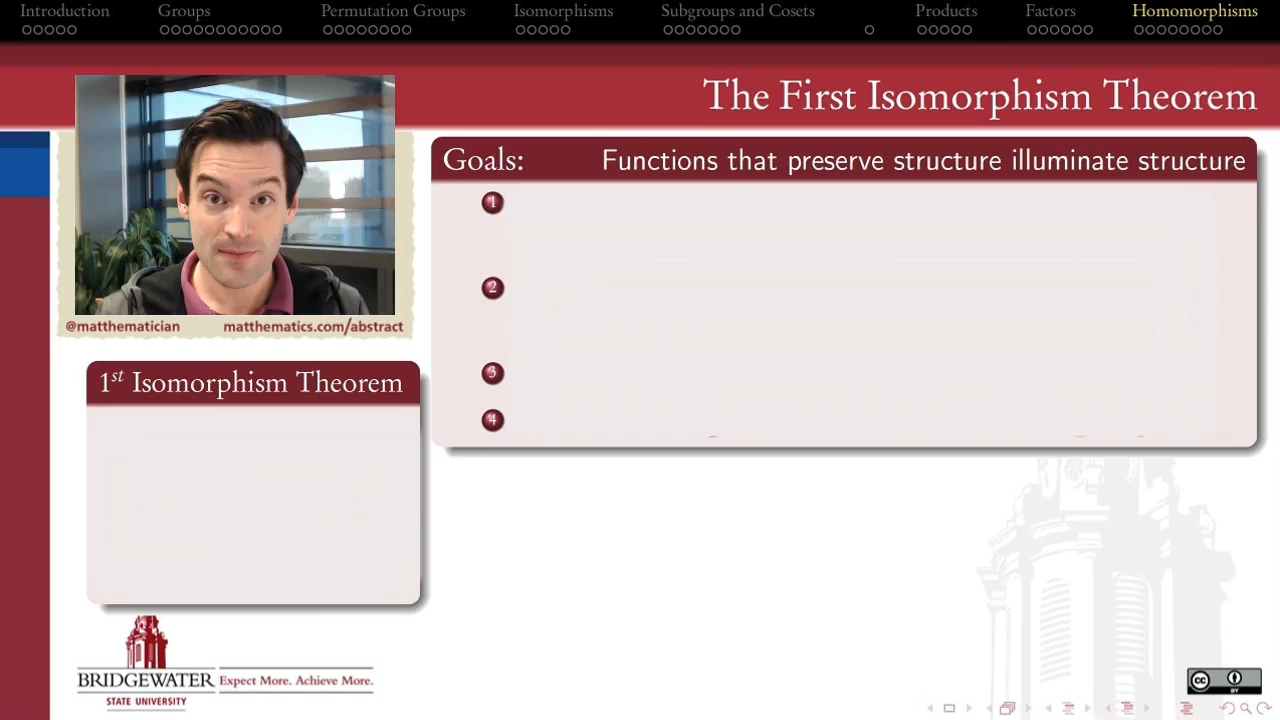 Introduction Groups Permutation Groups Isomorphisms Subgroups and Cosets Products Factors Homomorphisms
The First Isomorphism Theorem
Goals: Functions that preserve structure illuminate structure
1
2
3
4
@matthematician matthematics.com/abstract
1st Isomorphism Theorem
BRIDGEWATER
STATE UNIVERSITY
Expect More. Achieve More.
CC BY